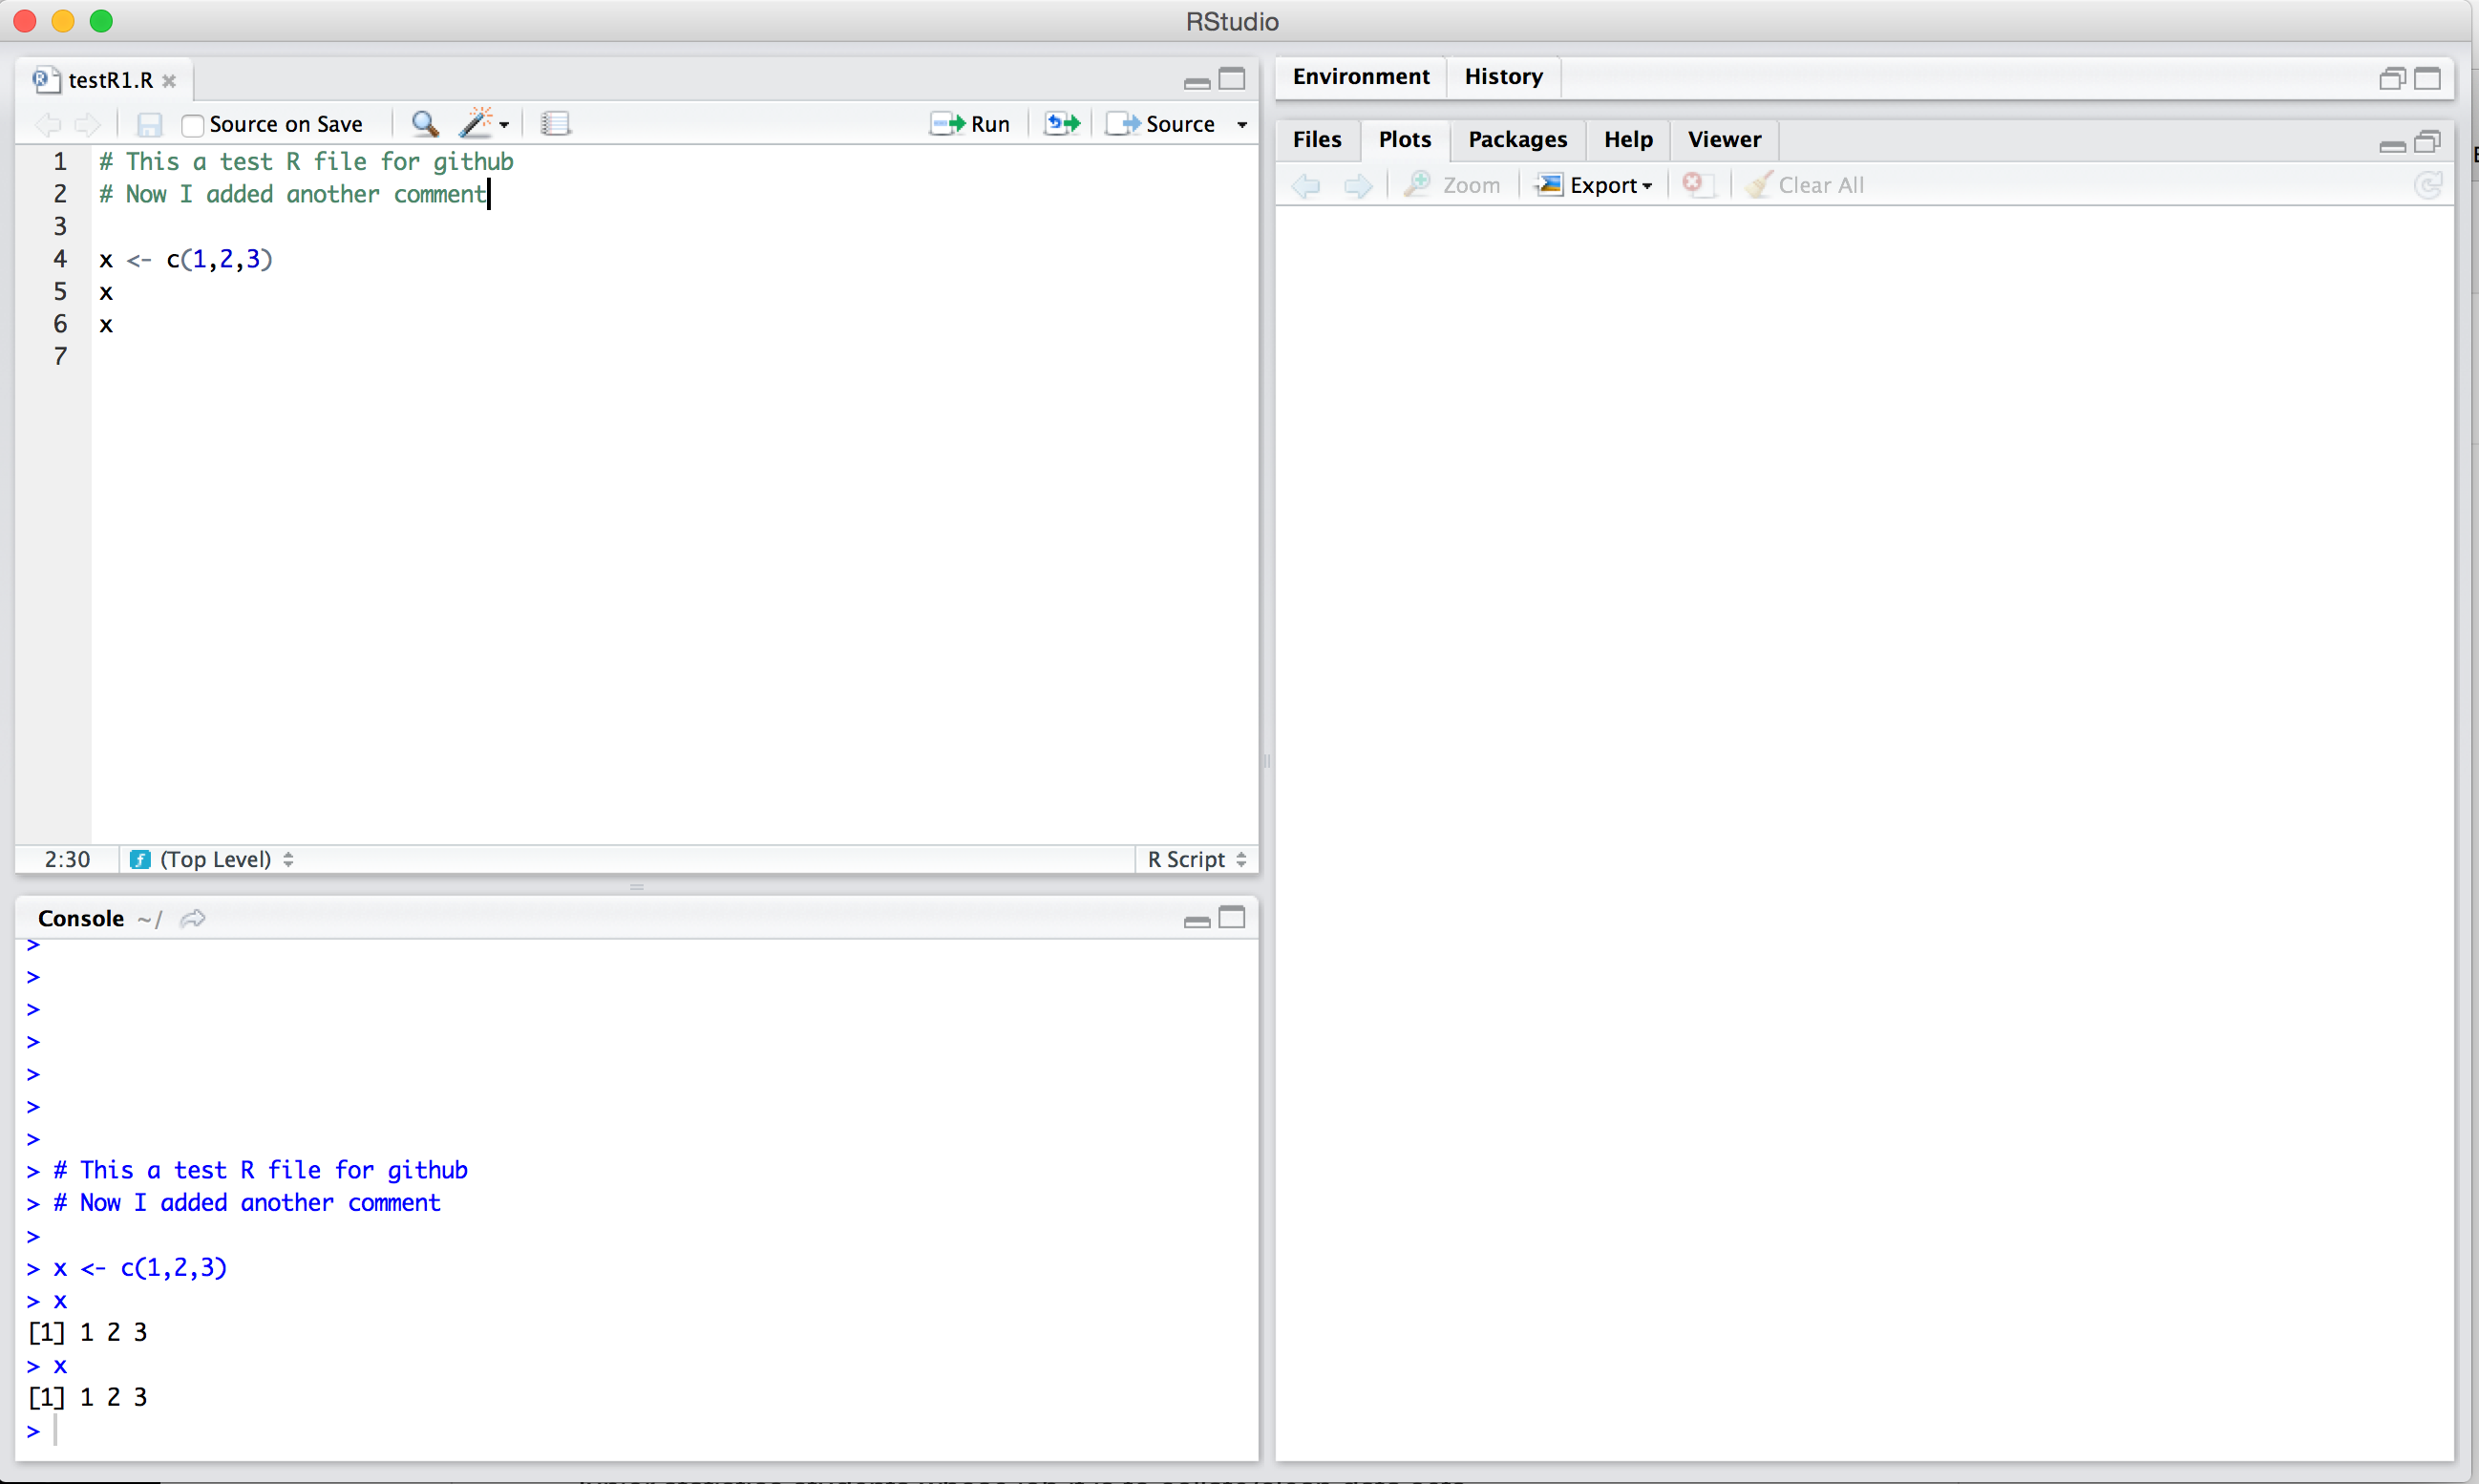 RStudio
testR1.R
Source on Save
Run
Source
1 # This a test R file for github
2 # Now I added another comment
3
4 x <- c(1,2,3)
5 x
6 x
7
2:30 (Top Level) R Script
Console ~/
>
>
>
>
>
>
>
> # This a test R file for github
> # Now I added another comment
>
> x <- c(1,2,3)
> x
[1] 1 2 3
> x
[1] 1 2 3
>
Environment History
Files Plots Packages Help Viewer
Zoom Export Clear All